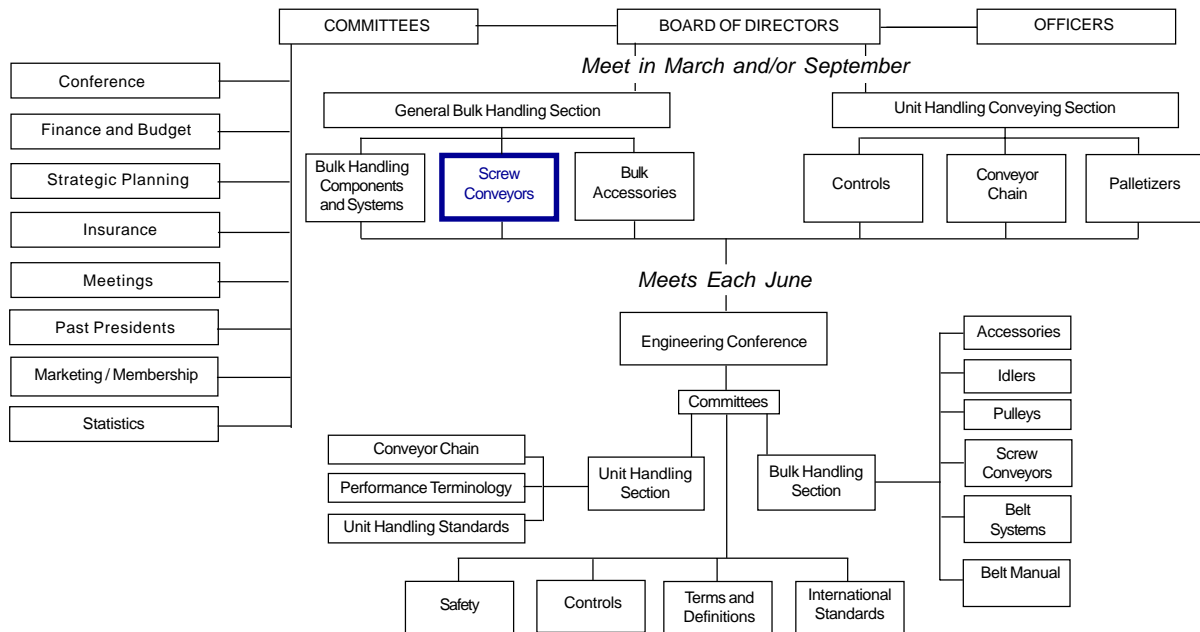 COMMITTEES
BOARD OF DIRECTORS
OFFICERS
Meet in March and/or September
Conference
Finance and Budget
Strategic Planning
Insurance
Meetings
Past Presidents
Marketing / Membership
Statistics
General Bulk Handling Section
Unit Handling Conveying Section
Bulk Handling
Components
and Systems
Screw
Conveyors
Bulk
Accessories
Controls
Conveyor
Chain
Palletizers
Meets Each June
Engineering Conference
Committees
Conveyor Chain
Performance Terminology
Unit Handling Standards
Unit Handling
Section
Bulk Handling
Section
Accessories
Idlers
Pulleys
Screw
Conveyors
Belt
Systems
Belt Manual
Safety
Controls
Terms and
Definitions
International
Standards